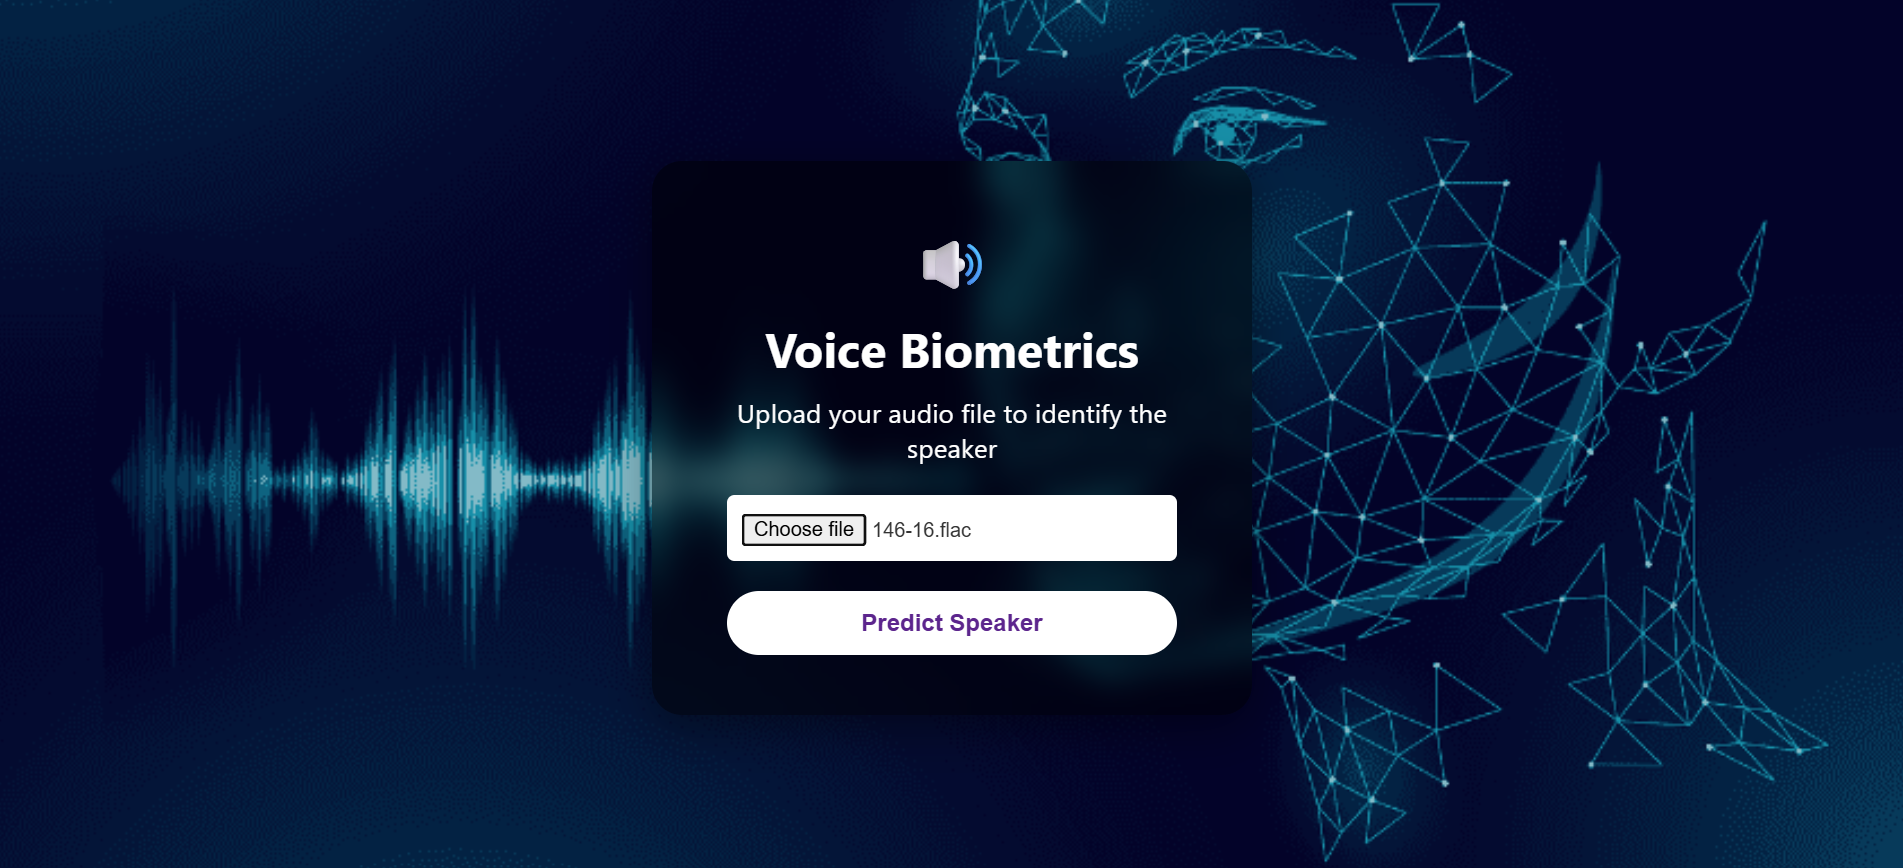 Voice Biometrics
Upload your audio file to identify the
speaker
Choose file 146-16.flac
Predict Speaker